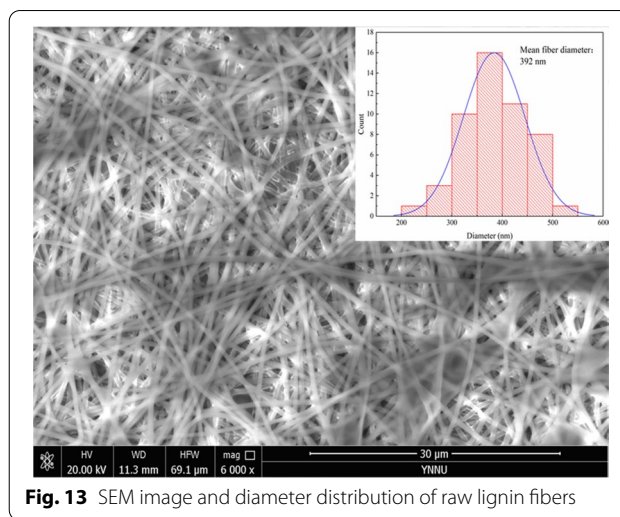 18
16
14
12
10
8
6
4
2
0
Count
Mean fiber diameter:
392 nm
200 300 400 500 600
Diameter (nm)
HV WD HFW mag
20.00 kV 11.3 mm 69.1 µm 6 000 x
30 µm
YNNU
Fig. 13 SEM image and diameter distribution of raw lignin fibers